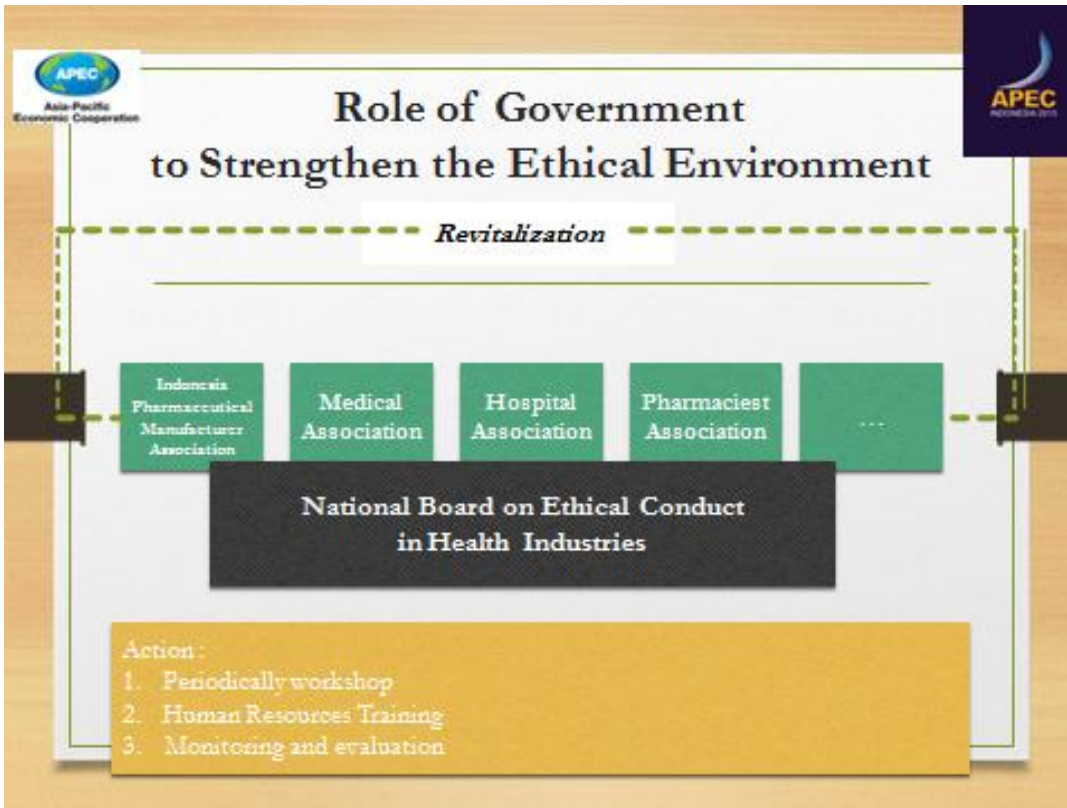 APEC
Asia-Pacific
Economic Cooperation
APEC
INDONESIA 2013
Role of Government
to Strengthen the Ethical Environment
Revitalization
Indonesia
Pharmaceutical
Manufacturer
Association
Medical
Association
Hospital
Association
Pharmaciest
Association
...
National Board on Ethical Conduct
in Health Industries
Action :
1. Periodically workshop
2. Human Resources Training
3. Monitoring and evaluation